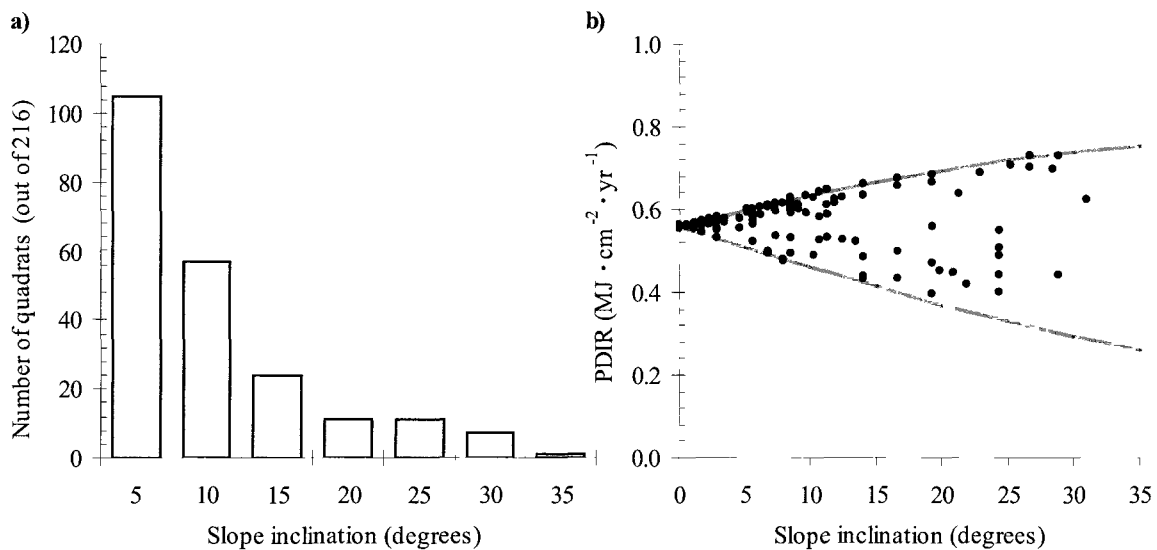 a)
120
100
80
60
40
20
0
Number of quadrats (out of 216)
5 10 15 20 25 30 35
Slope inclination (degrees)
b)
1.0
0.8
0.6
0.4
0.2
0.0
PDIR (MJ · cm⁻² · yr⁻¹)
0 5 10 15 20 25 30 35
Slope inclination (degrees)